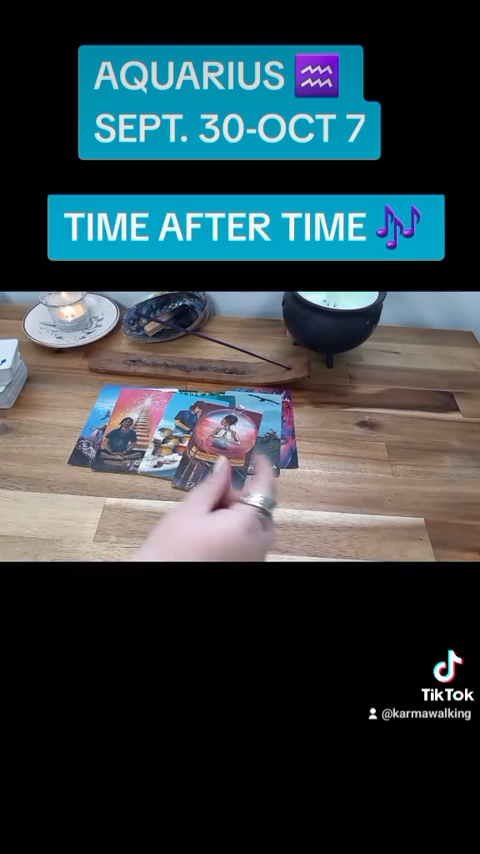 AQUARIUS ♒
SEPT. 30-OCT 7
TIME AFTER TIME 🎶
TikTok
@karmawalking